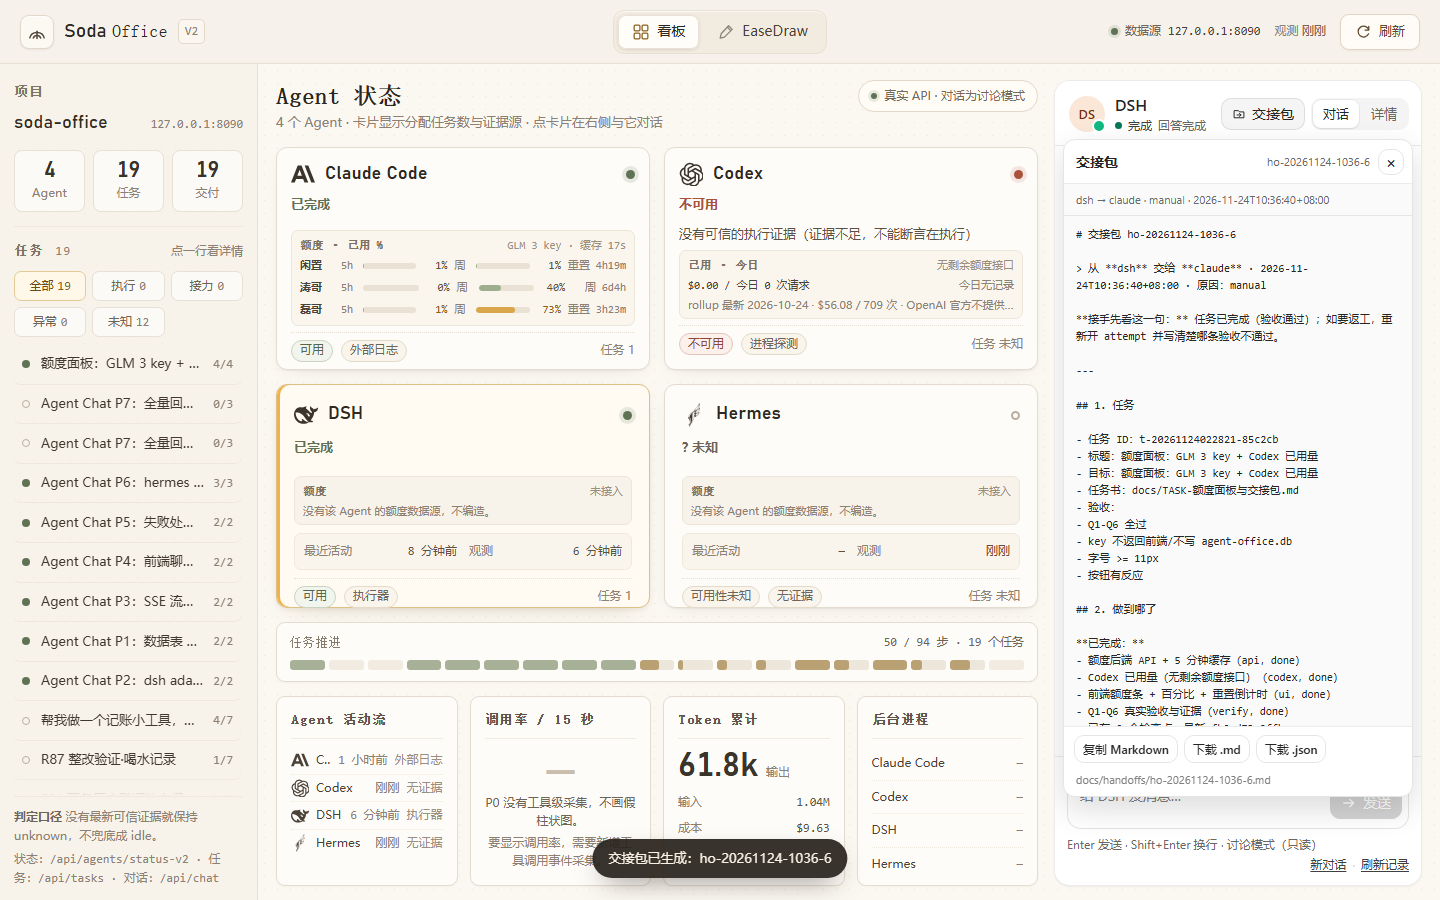 Soda Office V2
看板
EaseDraw
数据源 127.0.0.1:8090 观测 刚刚
刷新
项目
soda-office 127.0.0.1:8090
4 19 19
Agent 任务 交付
任务 19 点一行看详情
全部 19 执行 0 接力 0
异常 0 未知 12
额度面板：GLM 3 key + ... 4/4
Agent Chat P7：全量回... 0/3
Agent Chat P7：全量回... 0/3
Agent Chat P6：hermes ... 3/3
Agent Chat P5：失败处... 2/2
Agent Chat P4：前端聊... 2/2
Agent Chat P3：SSE 流... 2/2
Agent Chat P1：数据表 ... 2/2
Agent Chat P2：dsh ada... 2/2
帮我做一个记账小工具，... 4/7
R87 整改验证·喝水记录 1/7
判定口径 没有最新可信证据就保持
unknown，不兜底成 idle。
状态：/api/agents/status-v2 · 任
务：/api/tasks · 对话：/api/chat
Agent 状态
4 个 Agent · 卡片显示分配任务数与证据源 · 点卡片在右侧与它对话
真实 API · 对话为讨论模式
Claude Code
已完成
额度 - 已用 % GLM 3 key · 缓存 17s
闲置 5h 1% 周 1% 重置 4h19m
涛哥 5h 0% 周 40% 周 6d4h
磊哥 5h 1% 周 73% 重置 3h23m
可用 外部日志 任务 1
Codex
不可用
没有可信的执行证据（证据不足，不能断言在执行）
已用 - 今日 无剩余额度接口
$0.00 / 今日 0 次请求 今日无记录
rollup 最新 2026-10-24 · $56.08 / 709 次 · OpenAI 官方不提供...
不可用 进程探测 任务 未知
DSH
已完成
额度 未接入
没有该 Agent 的额度数据源，不编造。
最近活动 8 分钟前 观测 6 分钟前
可用 执行器 任务 1
Hermes
? 未知
额度 未接入
没有该 Agent 的额度数据源，不编造。
最近活动 — 观测 刚刚
可用性未知 无证据 任务 未知
任务推进 50 / 94 步 · 19 个任务
Agent 活动流
C.. 1 小时前 外部日志
Codex 刚刚 无证据
DSH 6 分钟前 执行器
Hermes 刚刚 无证据
调用率 / 15 秒
—
P0 没有工具级采集，不画假
柱状图。
要显示调用率，需要新增工
具调用事件采集
Token 累计
61.8k 输出
输入 1.04M
成本 $9.63
后台进程
Claude Code —
Codex —
DSH —
Hermes —
交接包已生成：ho-20261124-1036-6
DS DSH
完成 回答完成
交接包 对话 详情
交接包 ho-20261124-1036-6 ×
dsh → claude · manual · 2026-11-24T10:36:40+08:00
# 交接包 ho-20261124-1036-6
> 从 **dsh** 交给 **claude** · 2026-11-
24T10:36:40+08:00 · 原因：manual
**接手先看这一句：** 任务已完成（验收通过）；如要返工，重
新开 attempt 并写清楚哪条验收不通过。
---
## 1. 任务
- 任务 ID：t-20261124022821-85c2cb
- 标题：额度面板：GLM 3 key + Codex 已用量
- 目标：额度面板：GLM 3 key + Codex 已用量
- 任务书：docs/TASK-额度面板与交接包.md
- 验收：
- Q1-Q6 全过
- key 不返回前端/不写 agent-office.db
- 字号 >= 11px
- 按钮有反应
## 2. 做到哪了
**已完成：**
- 额度后端 API + 5 分钟缓存（api, done）
- Codex 已用量（无剩余额度接口）（codex, done）
- 前端额度条 + 百分比 + 重置倒计时（ui, done）
- Q1-Q6 真实验收与证据（verify, done）
复制 Markdown 下载 .md 下载 .json
docs/handoffs/ho-20261124-1036-6.md
给 DSH 发消息...
发送
Enter 发送 · Shift+Enter 换行 · 讨论模式（只读）
新对话 · 刷新记录